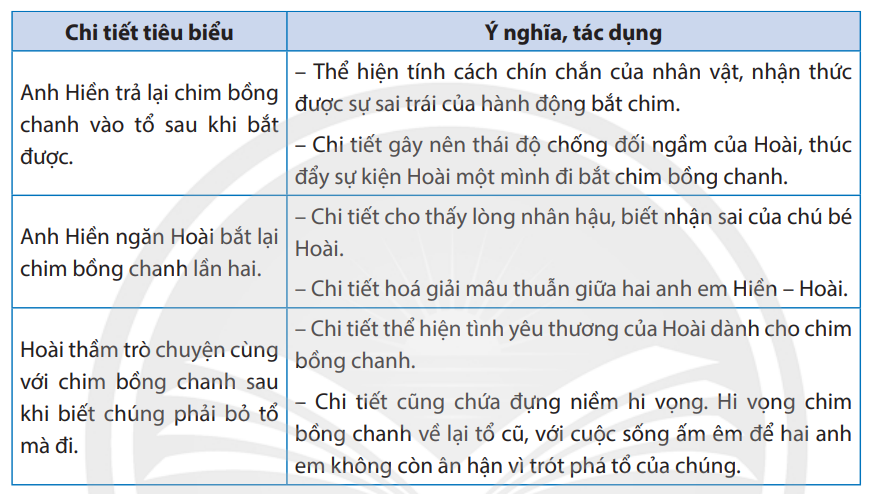 Chi tiết tiêu biểu
Ý nghĩa, tác dụng
Anh Hiền trả lại chim bồng
chanh vào tổ sau khi bắt
được.
– Thể hiện tính cách chín chắn của nhân vật, nhận thức
được sự sai trái của hành động bắt chim.
– Chi tiết gây nên thái độ chống đối ngầm của Hoài, thúc
đẩy sự kiện Hoài một mình đi bắt chim bồng chanh.
Anh Hiền ngăn Hoài bắt lại
chim bồng chanh lần hai.
– Chi tiết cho thấy lòng nhân hậu, biết nhận sai của chú bé
Hoài.
– Chi tiết hoá giải mâu thuẫn giữa hai anh em Hiền – Hoài.
Hoài thầm trò chuyện cùng
với chim bồng chanh sau
khi biết chúng phải bỏ tổ
mà đi.
– Chi tiết thể hiện tình yêu thương của Hoài dành cho chim
bồng chanh.
– Chi tiết cũng chứa đựng niềm hi vọng. Hi vọng chim
bồng chanh về lại tổ cũ, với cuộc sống ấm êm để hai anh
em không còn ân hận vì trót phá tổ của chúng.